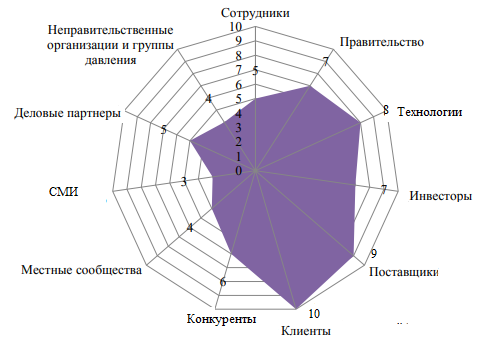 Сотрудники
Неправительственные
организации и группы
давления
Правительство
Деловые партнеры
Технологии
СМИ
Инвесторы
Местные сообщества
Поставщики
Конкуренты
Клиенты
10
9
8
7
6
5
4
3
2
1
0
5
7
8
7
9
10
6
4
3
5
4